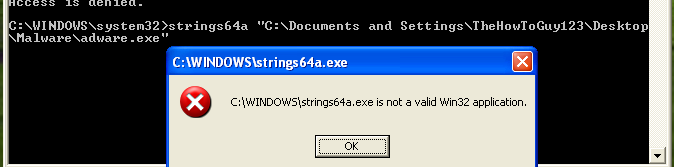 Access is denied.
C:\WINDOWS\system32>strings64a "C:\Documents and Settings\TheHowToGuy123\Desktop
\Malware\adware.exe"
C:\WINDOWS\strings64a.exe
C:\WINDOWS\strings64a.exe is not a valid Win32 application.
OK